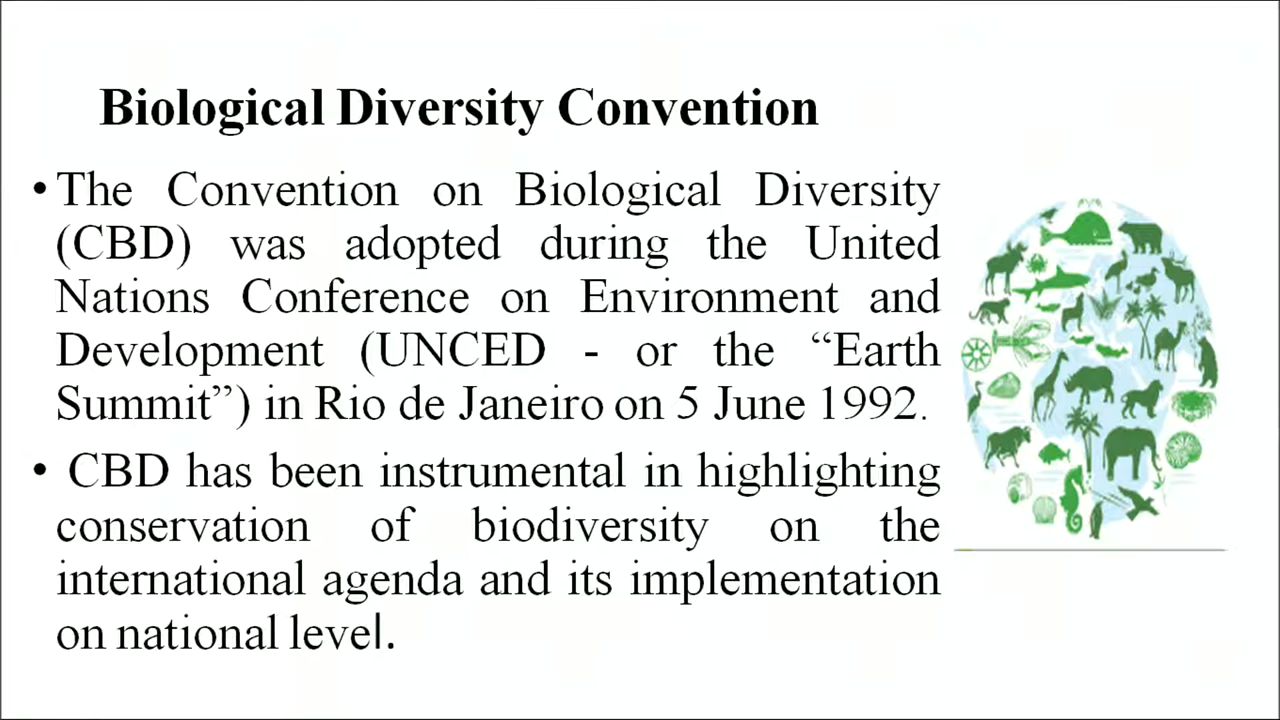 Biological Diversity Convention
• The Convention on Biological Diversity
(CBD) was adopted during the United
Nations Conference on Environment and
Development (UNCED - or the “Earth
Summit”) in Rio de Janeiro on 5 June 1992.
• CBD has been instrumental in highlighting
conservation of biodiversity on the
international agenda and its implementation
on national level.